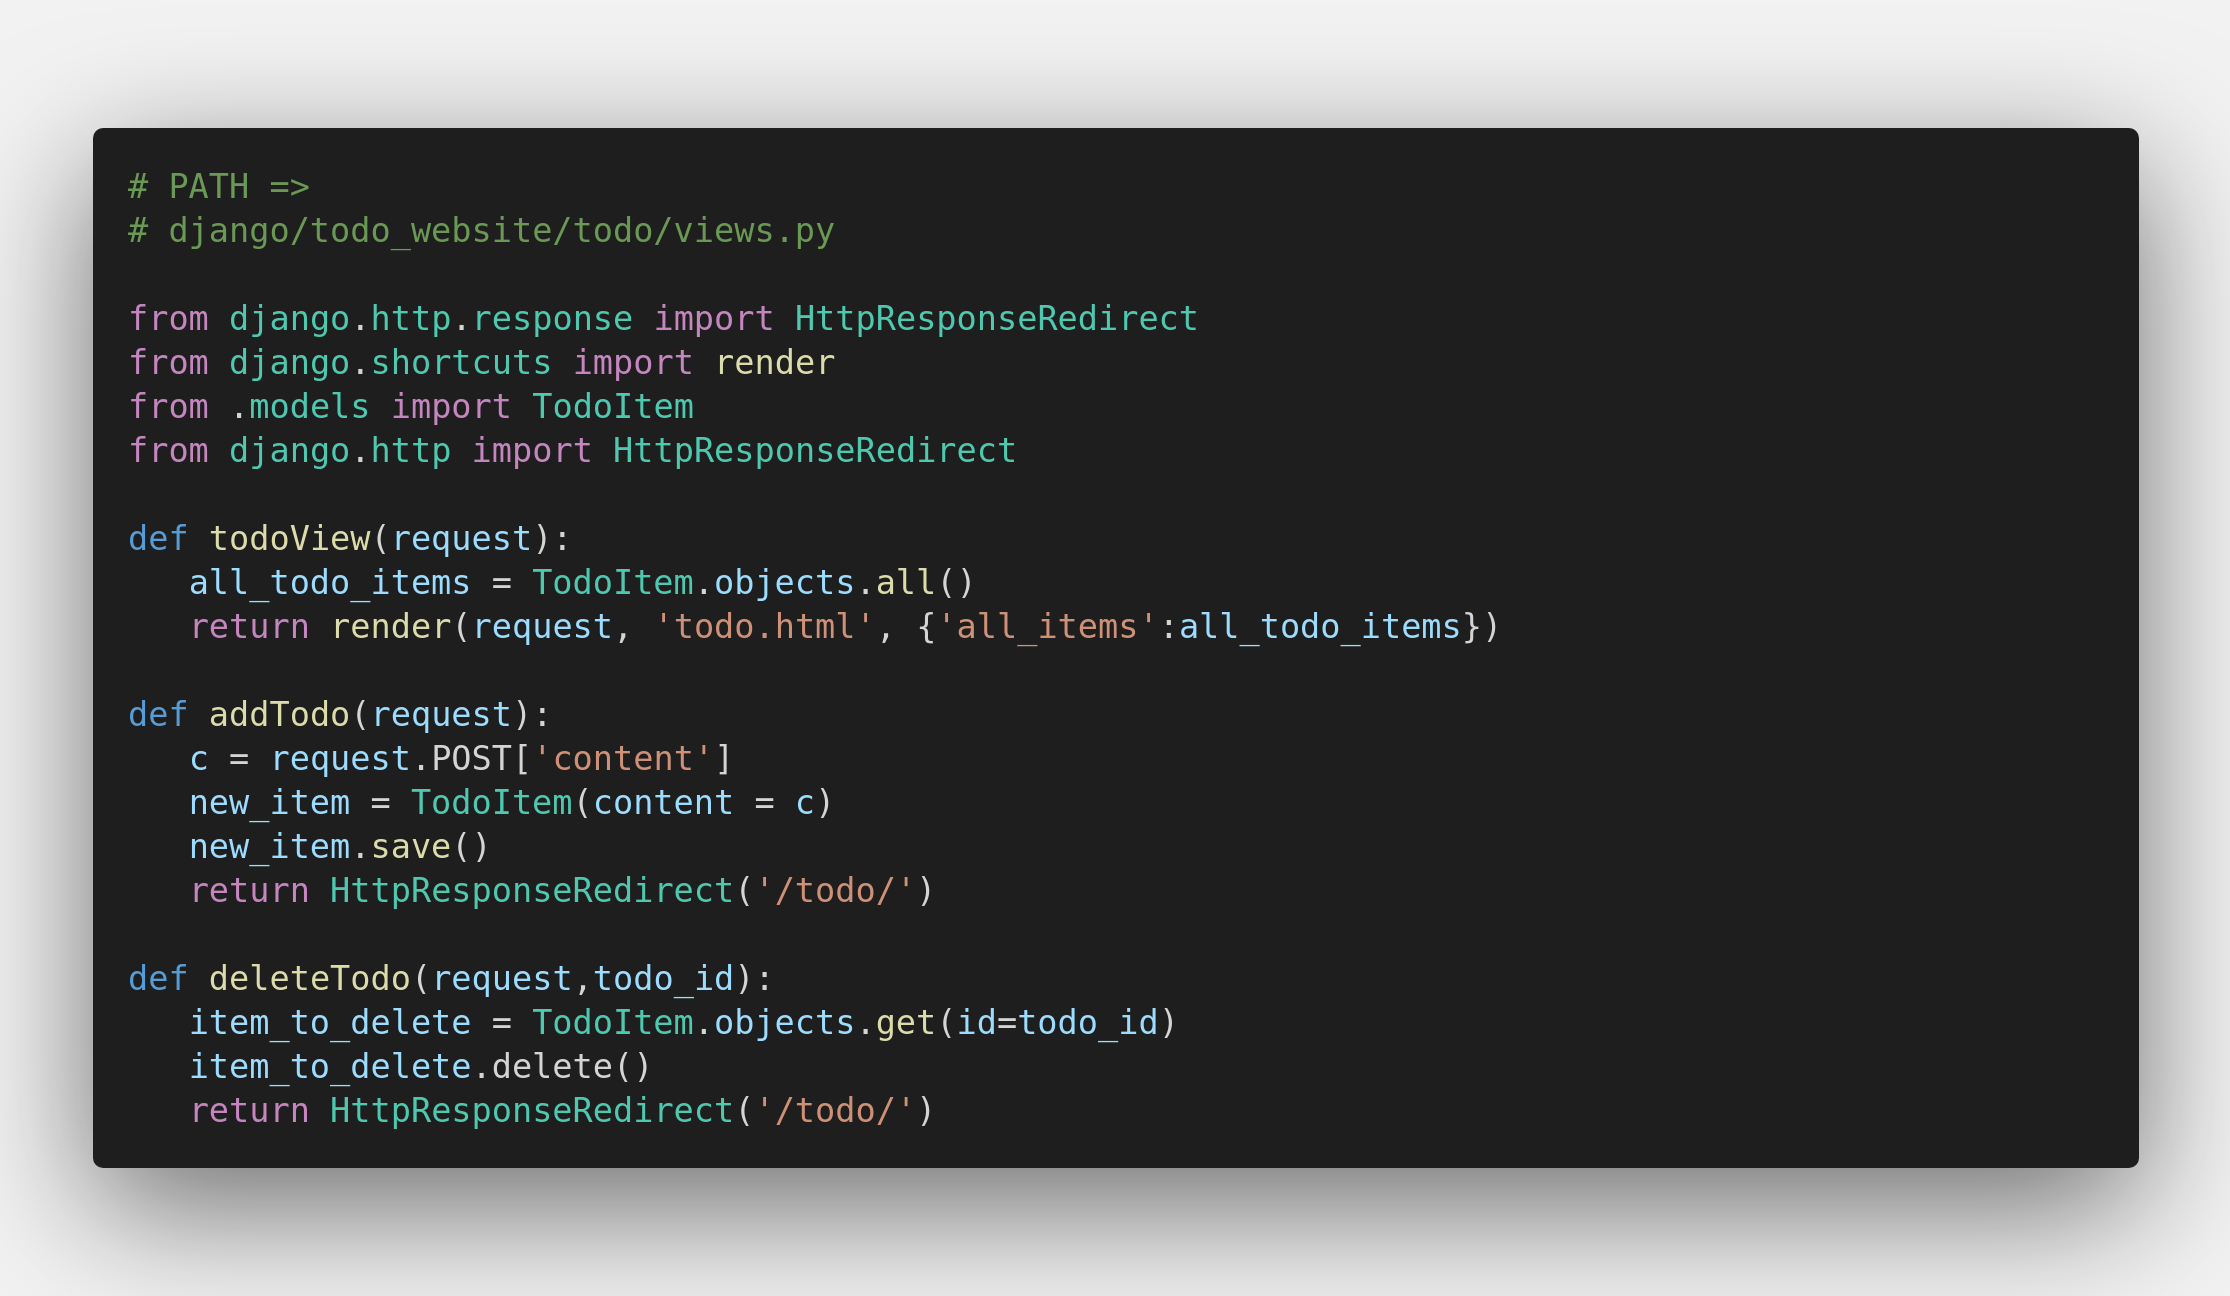 # PATH =>
# django/todo_website/todo/views.py

from django.http.response import HttpResponseRedirect
from django.shortcuts import render
from .models import TodoItem
from django.http import HttpResponseRedirect

def todoView(request):
   all_todo_items = TodoItem.objects.all()
   return render(request, 'todo.html', {'all_items':all_todo_items})

def addTodo(request):
   c = request.POST['content']
   new_item = TodoItem(content = c)
   new_item.save()
   return HttpResponseRedirect('/todo/')

def deleteTodo(request,todo_id):
   item_to_delete = TodoItem.objects.get(id=todo_id)
   item_to_delete.delete()
   return HttpResponseRedirect('/todo/')